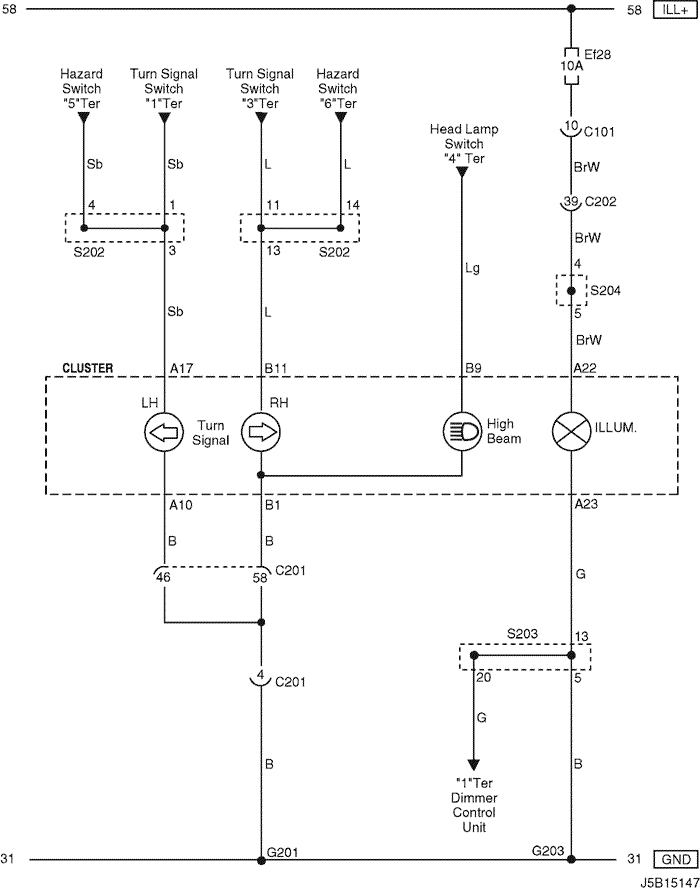 58
58
ILL+
Ef28
10A
Hazard
Switch
"5"Ter
Turn Signal
Switch
"1"Ter
Turn Signal
Switch
"3"Ter
Hazard
Switch
"6"Ter
10
C101
Head Lamp
Switch
"4" Ter
Sb
Sb
L
L
BrW
39
C202
4
1
11
14
BrW
S202
3
13
S202
Lg
4
S204
5
Sb
L
BrW
CLUSTER
A17
B11
B9
A22
LH
RH
Turn
Signal
High
Beam
ILLUM.
A10
B1
A23
B
B
46
58
C201
G
S203
13
4
C201
20
5
G
B
B
"1"Ter
Dimmer
Control
Unit
31
G201
G203
31
GND
J5B15147